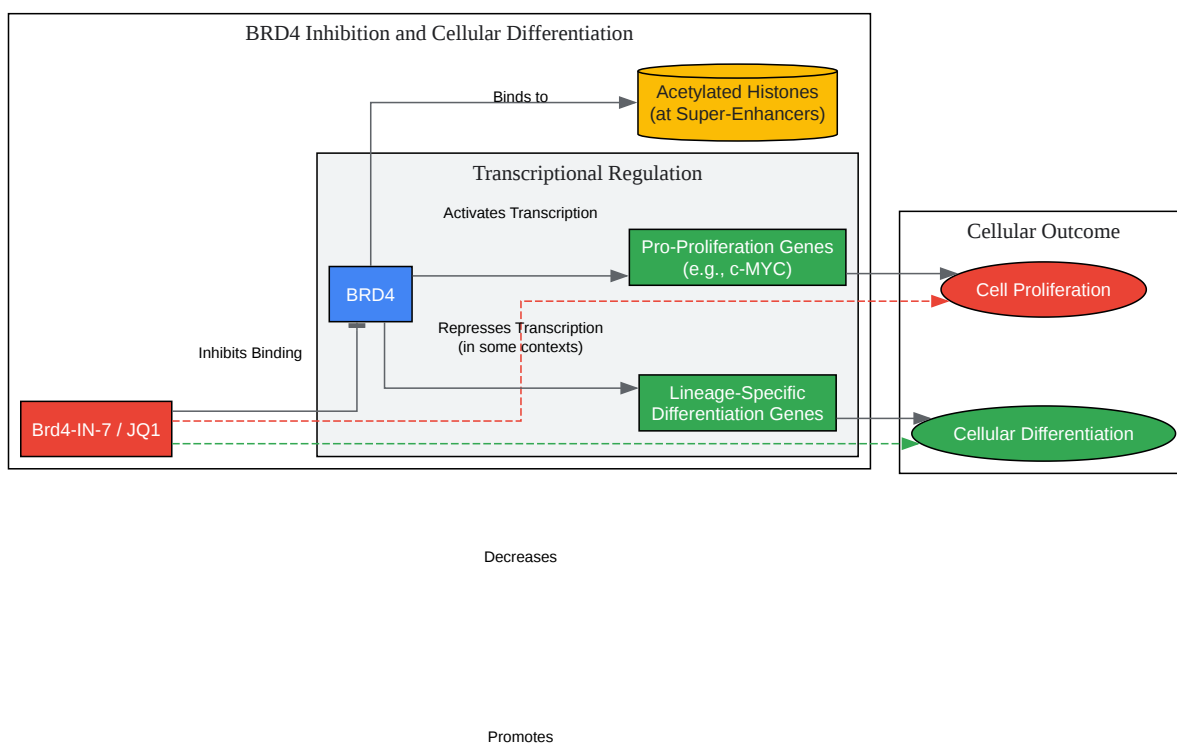 BRD4 Inhibition and Cellular Differentiation
Binds to
Acetylated Histones
(at Super-Enhancers)
Transcriptional Regulation
Activates Transcription
Pro-Proliferation Genes
(e.g., c-MYC)
Cellular Outcome
Cell Proliferation
BRD4
Represses Transcription
(in some contexts)
Inhibits Binding
Lineage-Specific
Differentiation Genes
Brd4-IN-7 / JQ1
Cellular Differentiation
Decreases
Promotes